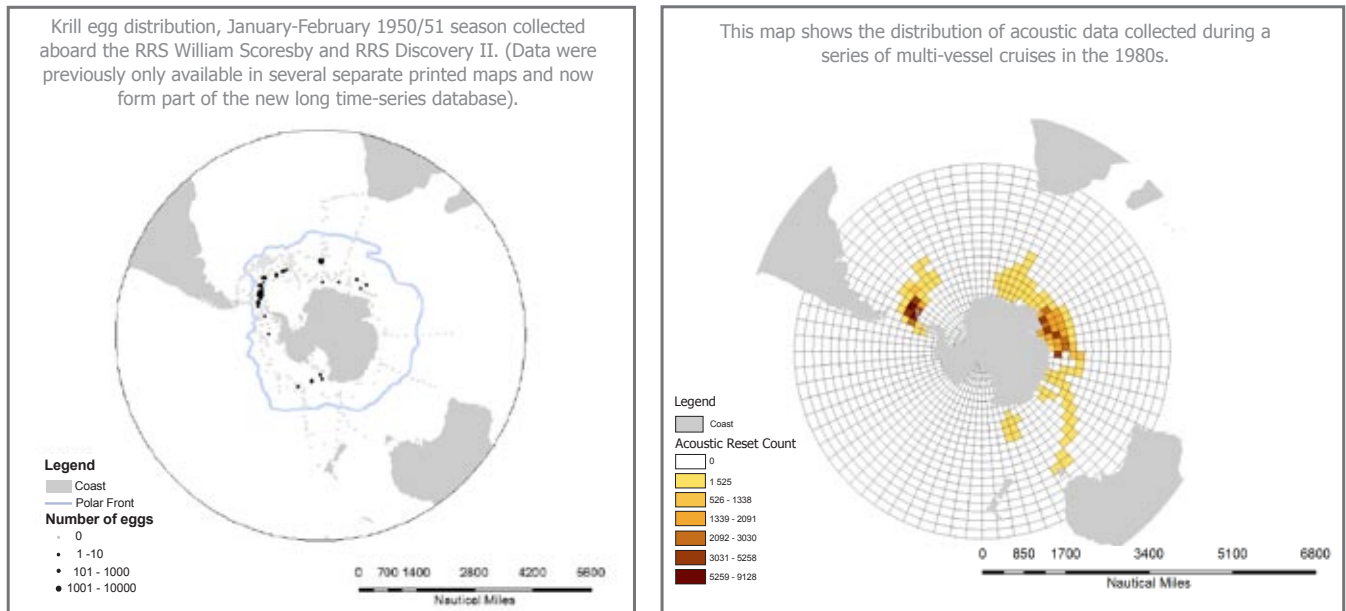 Krill egg distribution, January-February 1950/51 season collected
aboard the RRS William Scoresby and RRS Discovery II. (Data were
previously only available in several separate printed maps and now
form part of the new long time-series database).
Legend
Coast
Polar Front
Number of eggs
0
1 -10
101 - 1000
1001 - 10000
0 700 1400 2800 4200 5600
Nautical Miles
This map shows the distribution of acoustic data collected during a
series of multi-vessel cruises in the 1980s.
Legend
Coast
Acoustic Reset Count
0
1 525
526 - 1338
1339 - 2091
2092 - 3030
3031 - 5258
5259 - 9128
0 850 1700 3400 5100 6800
Nautical Miles